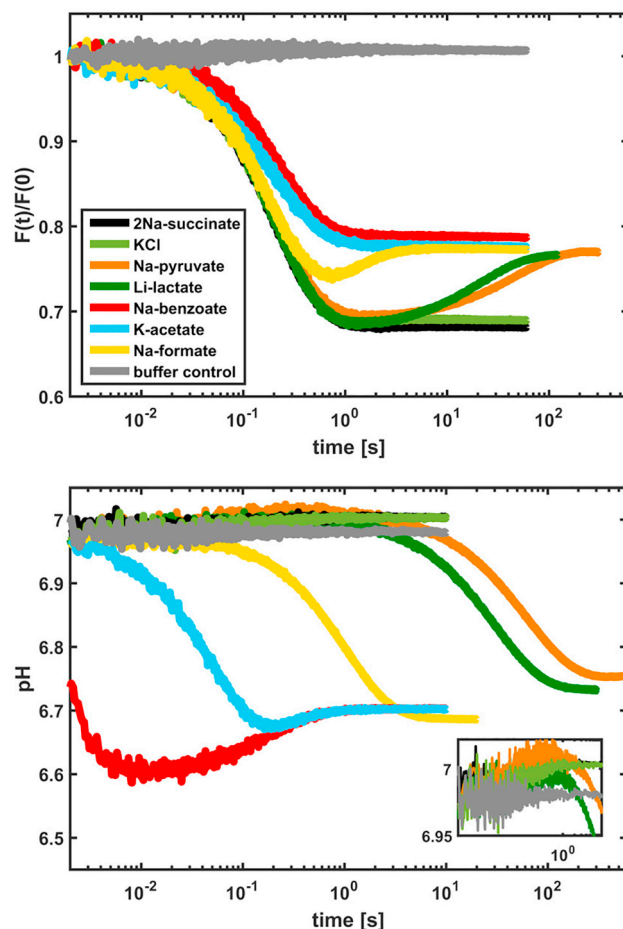 F(t)/F(0)
1
0.9
0.8
0.7
0.6
2Na-succinate
KCl
Na-pyruvate
Li-lactate
Na-benzoate
K-acetate
Na-formate
buffer control
10⁻² 10⁻¹ 10⁰ 10¹ 10²
time [s]
pH
7
6.9
6.8
6.7
6.6
6.5
7
6.95
10⁰
10⁻² 10⁻¹ 10⁰ 10¹ 10²
time [s]